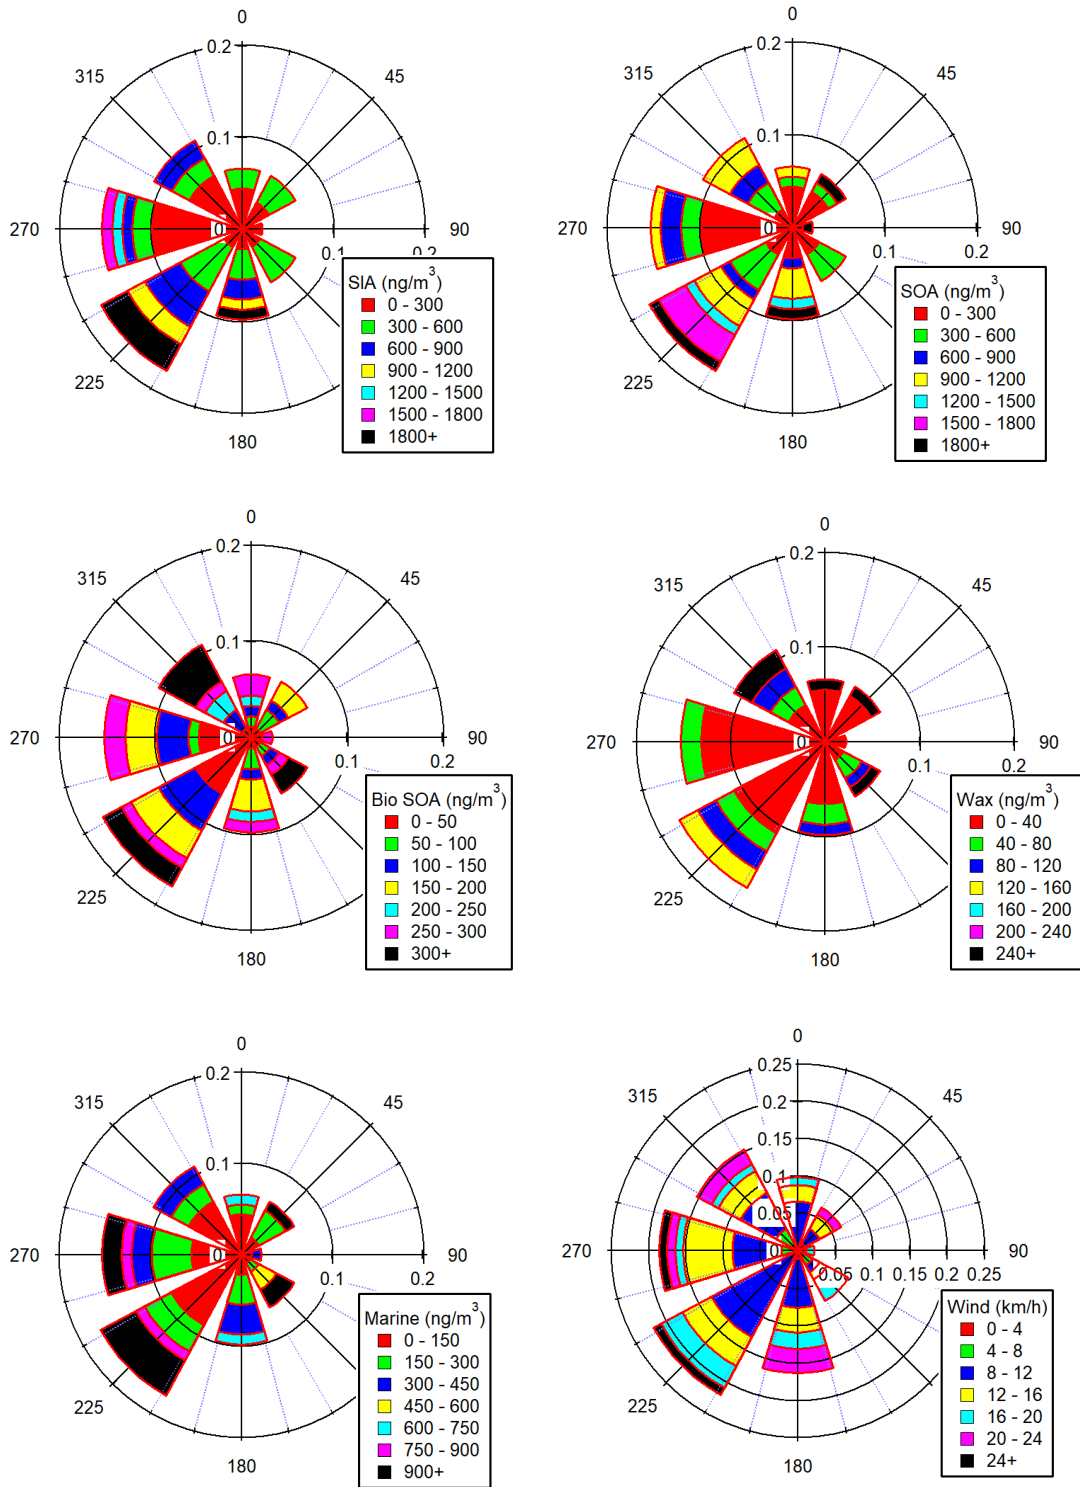 0
0.2
315
45
0.1
270
0
90
0.1
0.2
225
180
SIA (ng/m³)
0 - 300
300 - 600
600 - 900
900 - 1200
1200 - 1500
1500 - 1800
1800+
0
0.2
315
45
0.1
270
0
90
0.1
0.2
225
180
SOA (ng/m³)
0 - 300
300 - 600
600 - 900
900 - 1200
1200 - 1500
1500 - 1800
1800+
0
0.2
315
45
0.1
270
0
90
0.1
0.2
225
180
Bio SOA (ng/m³)
0 - 50
50 - 100
100 - 150
150 - 200
200 - 250
250 - 300
300+
0
0.2
315
45
0.1
270
0
90
0.1
0.2
225
180
Wax (ng/m³)
0 - 40
40 - 80
80 - 120
120 - 160
160 - 200
200 - 240
240+
0
0.2
315
45
0.1
270
0
90
0.1
0.2
225
180
Marine (ng/m³)
0 - 150
150 - 300
300 - 450
450 - 600
600 - 750
750 - 900
900+
0
0.25
315
0.2
45
0.15
0.1
0.05
270
0
90
0.05 0.1 0.15 0.2 0.25
225
180
Wind (km/h)
0 - 4
4 - 8
8 - 12
12 - 16
16 - 20
20 - 24
24+